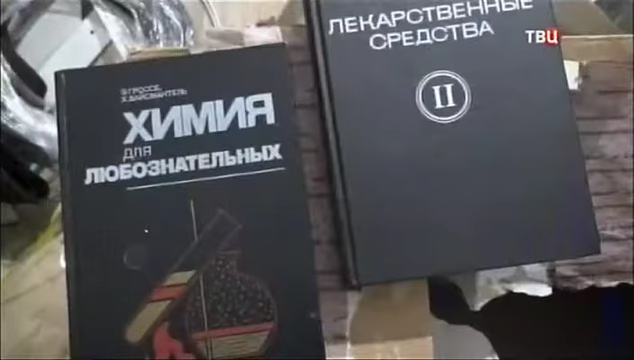 Э. ГРОССЕ,
Х. ВАЙСМАНТЕЛЬ
ХИМИЯ
ДЛЯ
ЛЮБОЗНАТЕЛЬНЫХ
ЛЕКАРСТВЕННЫЕ
СРЕДСТВА
II
ТВЦ